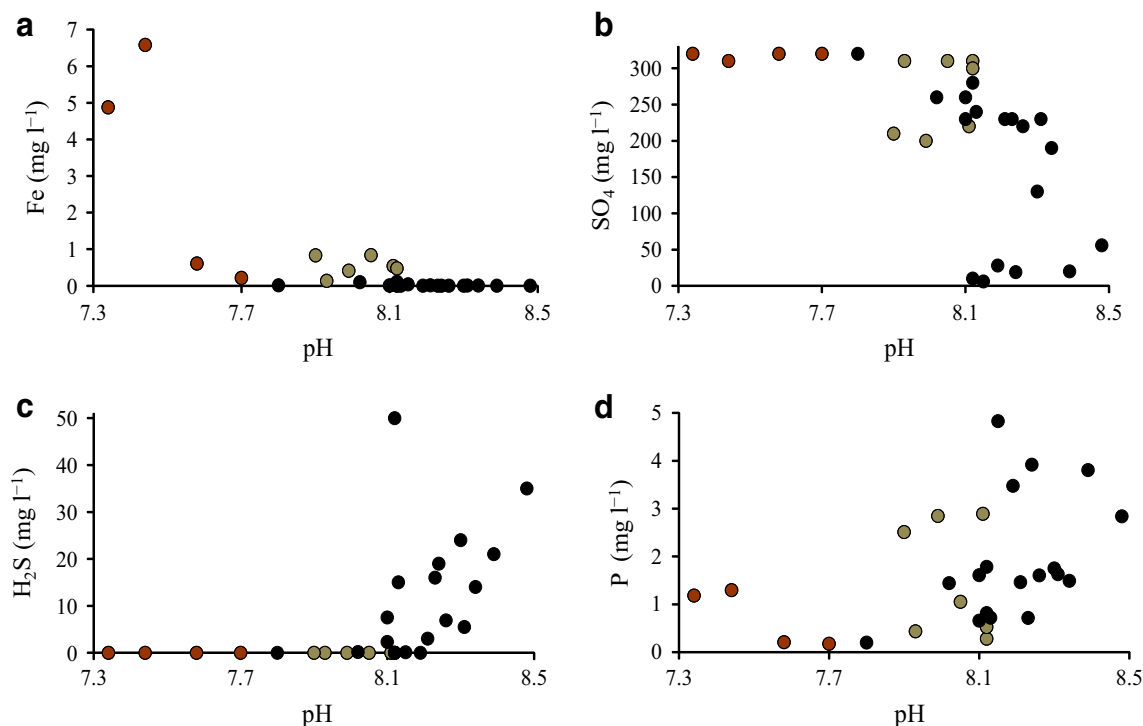 a
7
6
5
4
3
2
1
0
Fe (mg l⁻¹)
7.3 7.7 8.1 8.5
pH
b
300
250
200
150
100
50
0
SO₄ (mg l⁻¹)
7.3 7.7 8.1 8.5
pH
c
50
40
30
20
10
0
H₂S (mg l⁻¹)
7.3 7.7 8.1 8.5
pH
d
5
4
3
2
1
0
P (mg l⁻¹)
7.3 7.7 8.1 8.5
pH